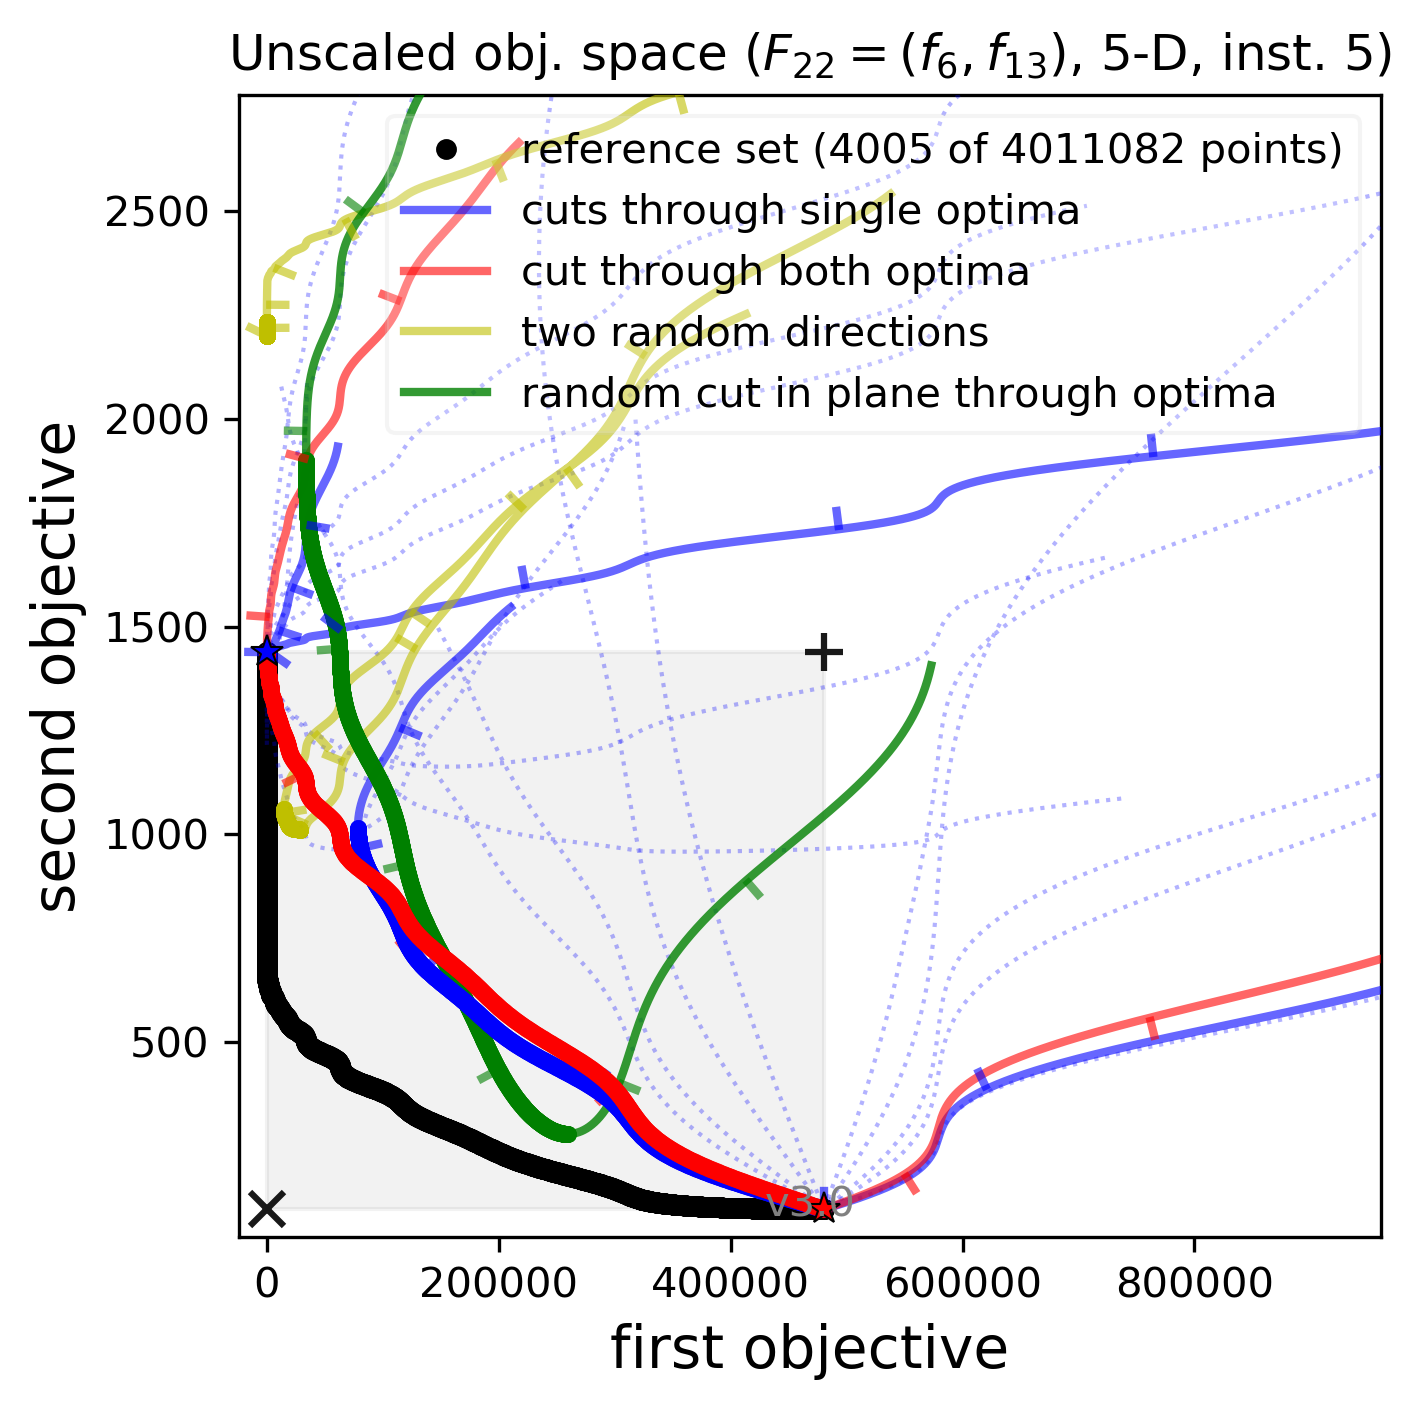 Unscaled obj. space (F₂₂ = (f₆, f₁₃), 5-D, inst. 5)
reference set (4005 of 4011082 points)
cuts through single optima
cut through both optima
two random directions
random cut in plane through optima
2500
2000
1500
1000
500
second objective
v3.0
0
200000
400000
600000
800000
first objective